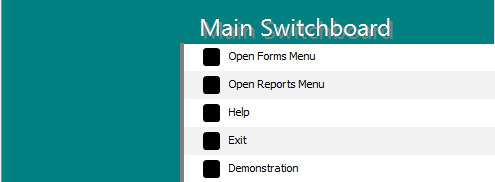 Main Switchboard
Open Forms Menu
Open Reports Menu
Help
Exit
Demonstration